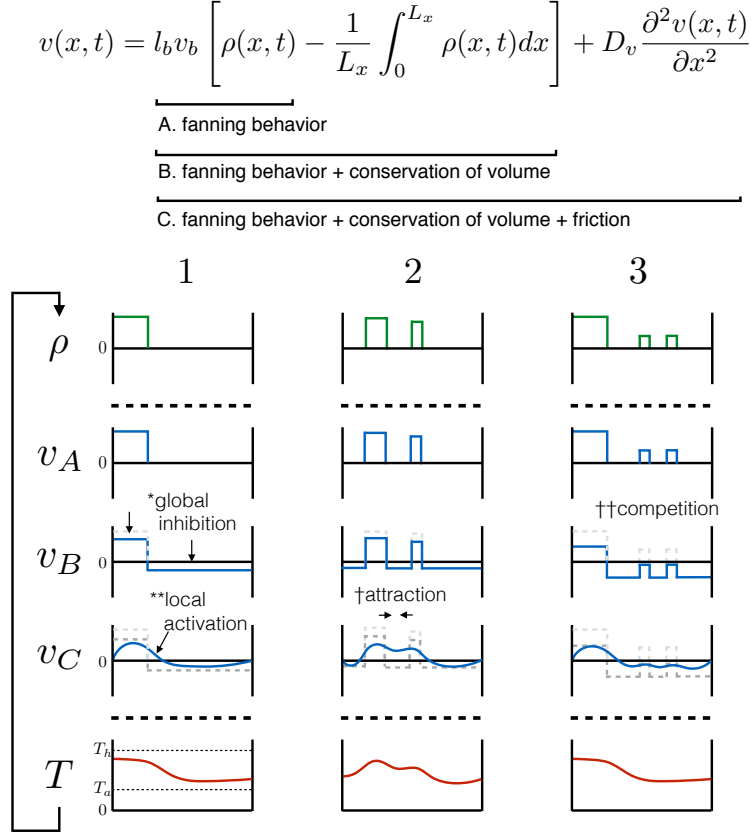 v(x,t) = l_b v_b [ρ(x,t) − 1/L_x ∫_0^{L_x} ρ(x,t)dx] + D_v ∂²v(x,t)/∂x²
A. fanning behavior
B. fanning behavior + conservation of volume
C. fanning behavior + conservation of volume + friction
1 2 3
ρ 0
v_A 0
*global
inhibition
††competition
v_B 0
**local
activation
†attraction
v_C 0
T_h
T
T_a
0